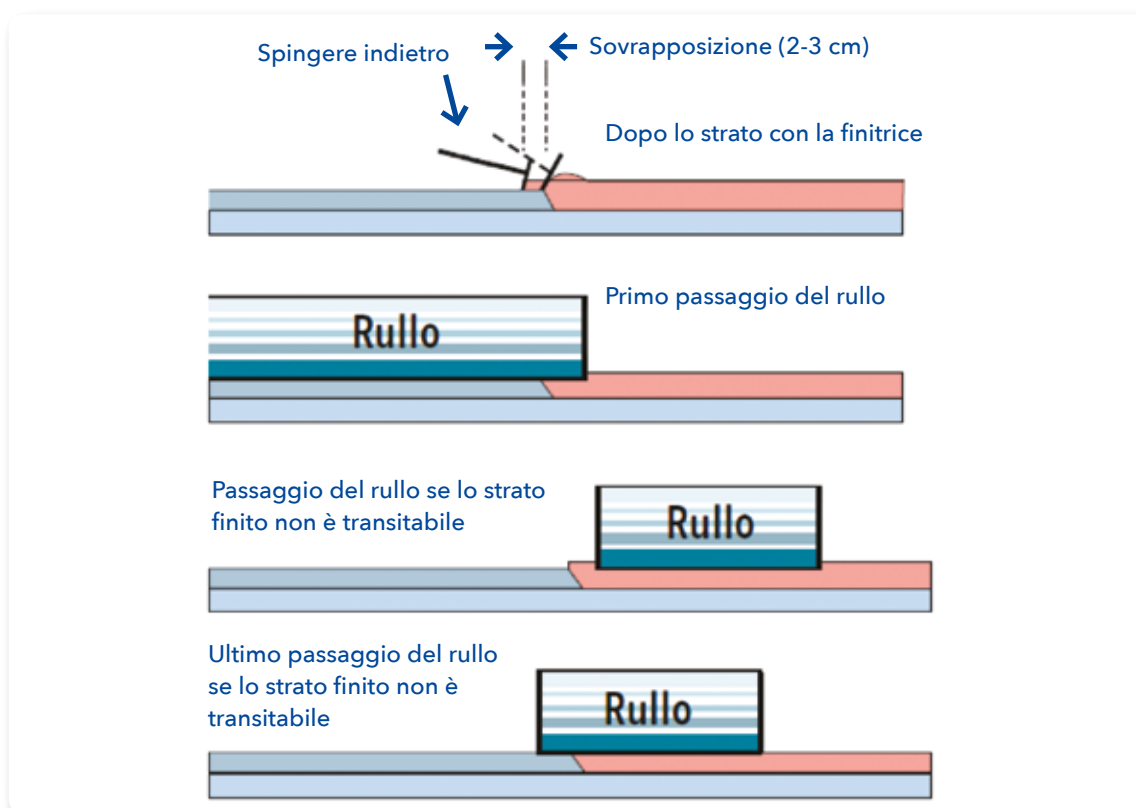 Spingere indietro
Sovrapposizione (2-3 cm)
Dopo lo strato con la finitrice
Primo passaggio del rullo
Rullo
Passaggio del rullo se lo strato
finito non è transitabile
Rullo
Ultimo passaggio del rullo
se lo strato finito non è
transitabile
Rullo